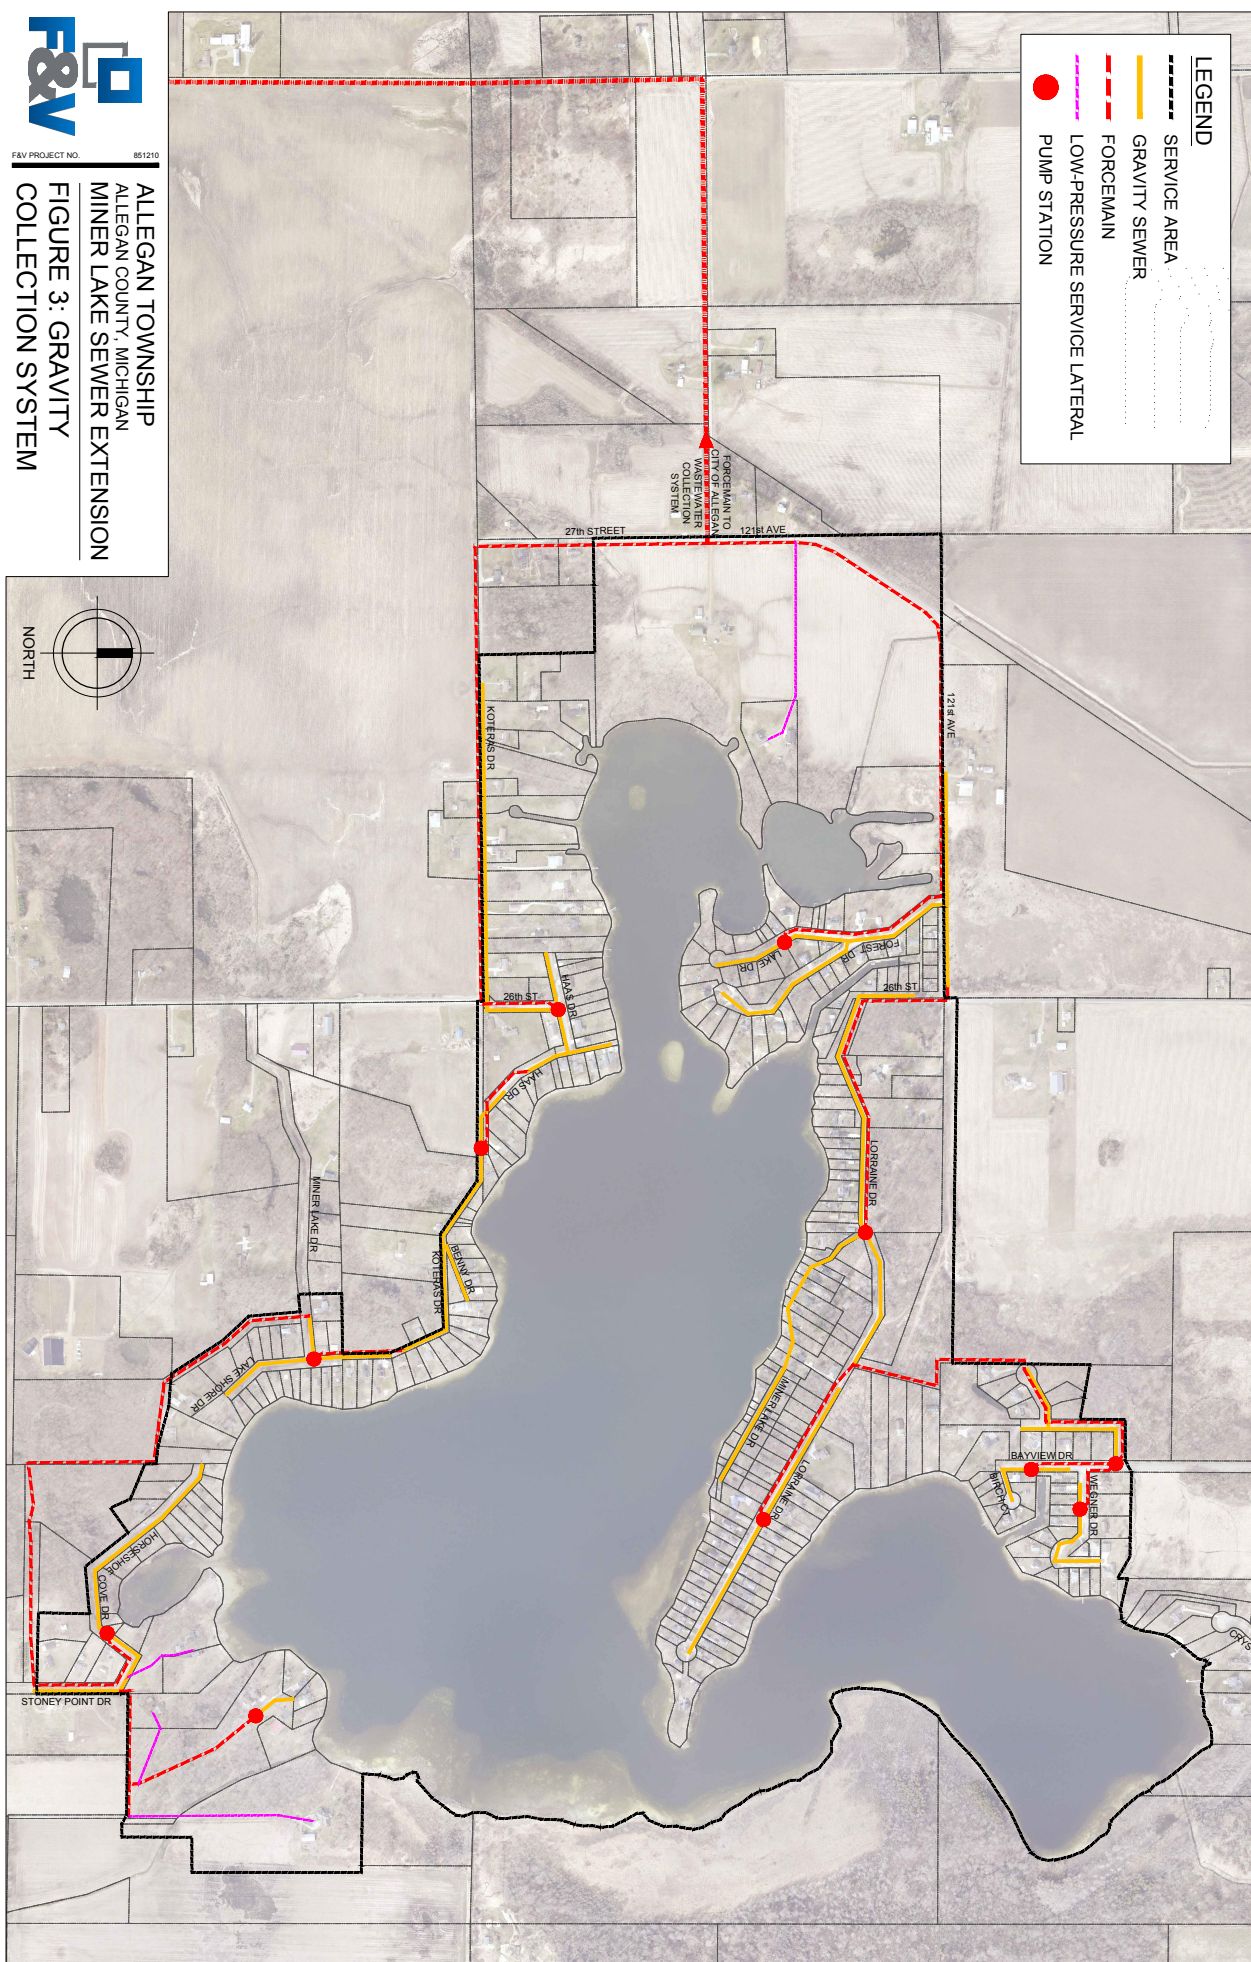 LEGEND
SERVICE AREA
GRAVITY SEWER
FORCEMAIN
LOW-PRESSURE SERVICE LATERAL
PUMP STATION
F&V
F&V PROJECT NO. 851210
ALLEGAN TOWNSHIP
ALLEGAN COUNTY, MICHIGAN
MINER LAKE SEWER EXTENSION
FIGURE 3: GRAVITY
COLLECTION SYSTEM
NORTH
FORCEMAIN TO
CITY OF ALLEGAN
WASTEWATER
COLLECTION
SYSTEM
27th STREET
121st AVE
121st AVE
KOTERAS DR
LAKE DR
FOREST DR
26th ST
26th ST
HAAS DR
HAAS DR
LORRAINE DR
MINER LAKE DR
BENNY DR
KOTERAS DR
LAKE SHORE DR
MINER LAKE DR
LORRAINE DR
BAYVIEW DR
BIRCH CT
WEGNER DR
HORSESHOE
COVE DR
STONEY POINT DR
CRYS